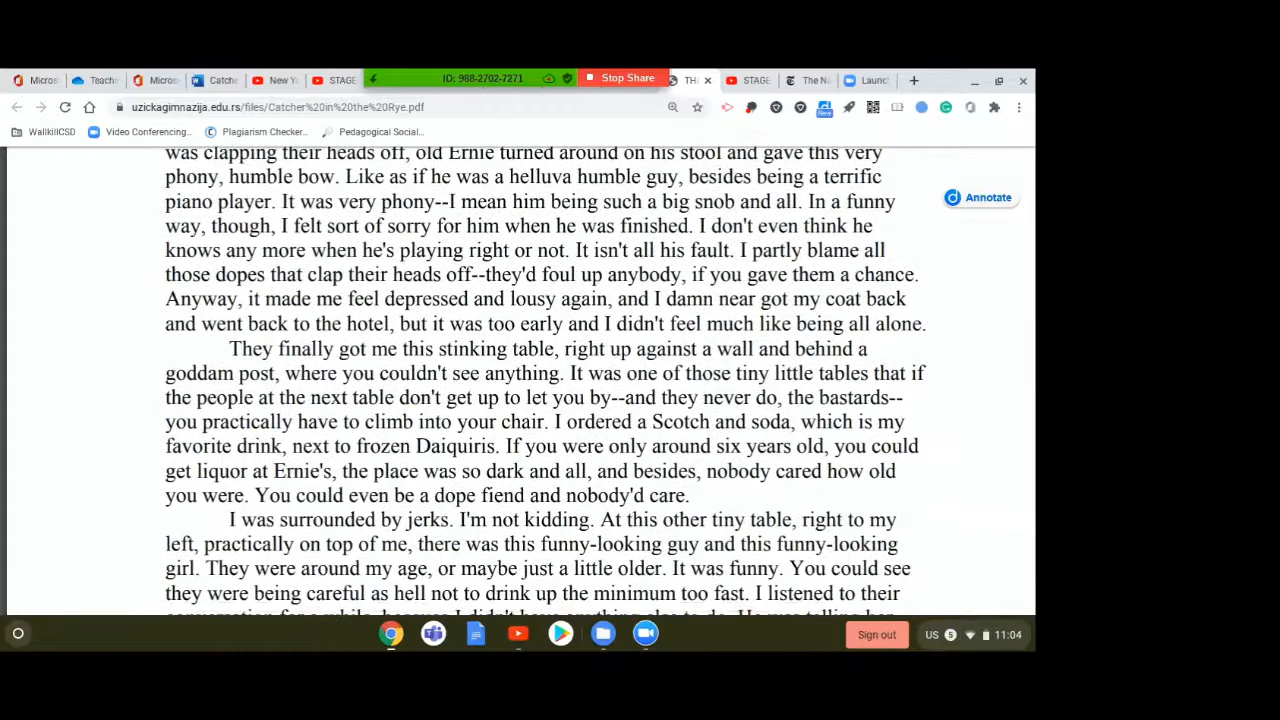 Micros
Teachi
Micros
Catche
New Y
STAGE
ID: 988-2702-7271
Stop Share
TH
STAGE
The N
Launc
uzickagimnazija.edu.rs/files/Catcher%20in%20the%20Rye.pdf
New
WallkillCSD
Video Conferencing...
Plagiarism Checker...
Pedagogical Social...
Annotate
was clapping their heads off, old Ernie turned around on his stool and gave this very
phony, humble bow. Like as if he was a helluva humble guy, besides being a terrific
piano player. It was very phony--I mean him being such a big snob and all. In a funny
way, though, I felt sort of sorry for him when he was finished. I don't even think he
knows any more when he's playing right or not. It isn't all his fault. I partly blame all
those dopes that clap their heads off--they'd foul up anybody, if you gave them a chance.
Anyway, it made me feel depressed and lousy again, and I damn near got my coat back
and went back to the hotel, but it was too early and I didn't feel much like being all alone.
They finally got me this stinking table, right up against a wall and behind a
goddam post, where you couldn't see anything. It was one of those tiny little tables that if
the people at the next table don't get up to let you by--and they never do, the bastards--
you practically have to climb into your chair. I ordered a Scotch and soda, which is my
favorite drink, next to frozen Daiquiris. If you were only around six years old, you could
get liquor at Ernie's, the place was so dark and all, and besides, nobody cared how old
you were. You could even be a dope fiend and nobody'd care.
I was surrounded by jerks. I'm not kidding. At this other tiny table, right to my
left, practically on top of me, there was this funny-looking guy and this funny-looking
girl. They were around my age, or maybe just a little older. It was funny. You could see
they were being careful as hell not to drink up the minimum too fast. I listened to their
Sign out
US
5
11:04